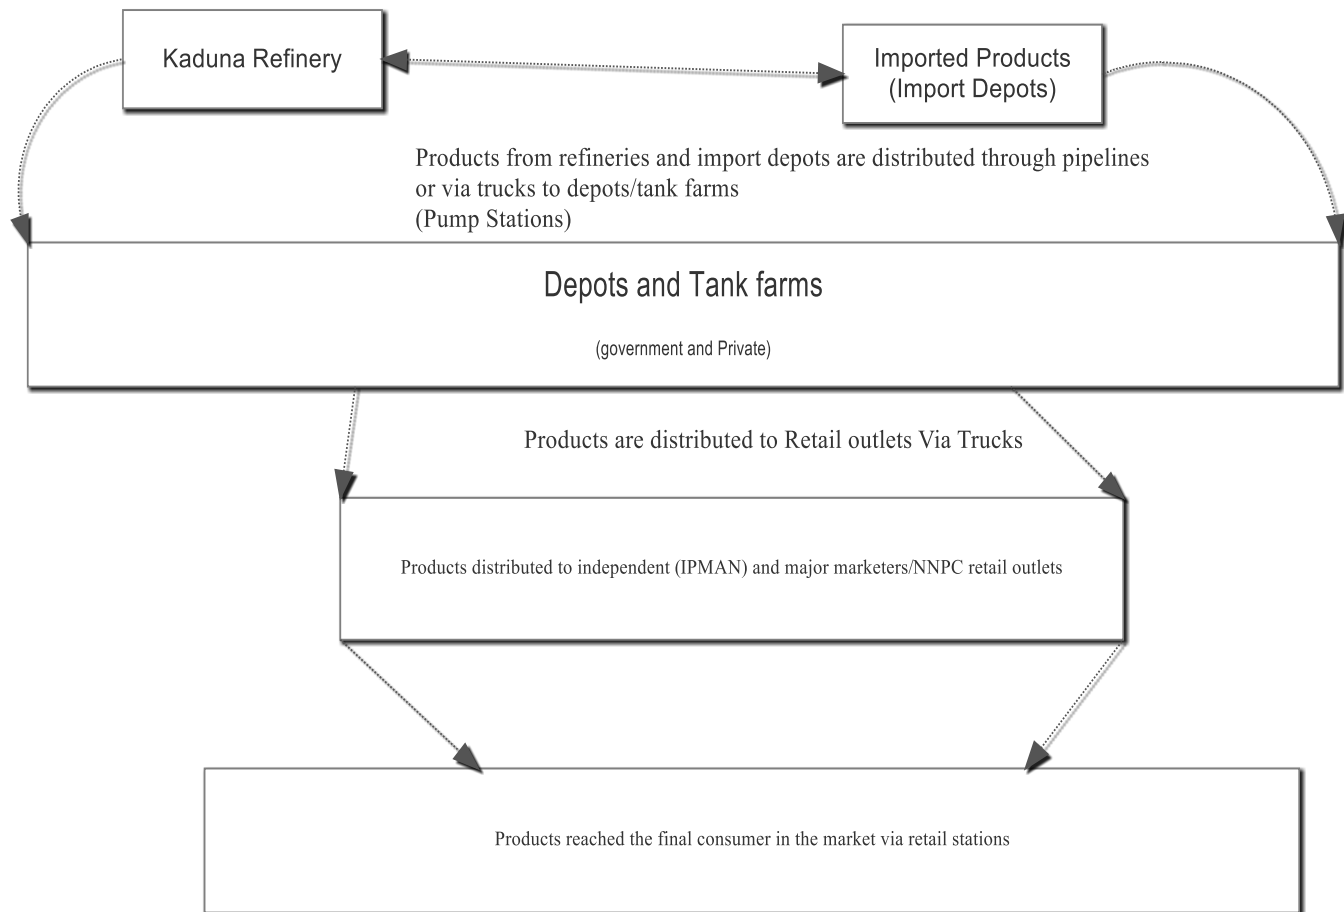 Kaduna Refinery
Imported Products
(Import Depots)
Products from refineries and import depots are distributed through pipelines
or via trucks to depots/tank farms
(Pump Stations)
Depots and Tank farms
(government and Private)
Products are distributed to Retail outlets Via Trucks
Products distributed to independent (IPMAN) and major marketers/NNPC retail outlets
Products reached the final consumer in the market via retail stations